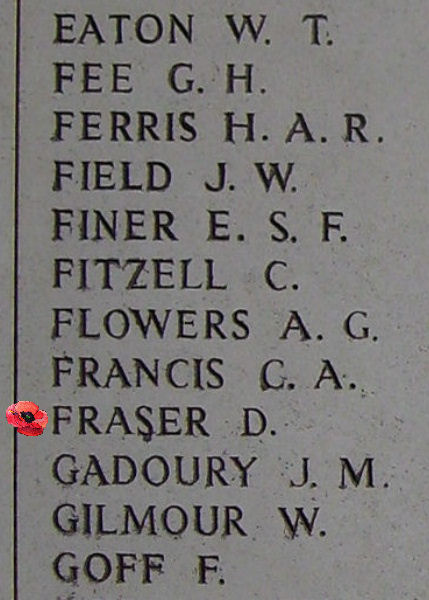 EATON W. T.
FEE G. H.
FERRIS H. A. R.
FIELD J. W.
FINER E. S. F.
FITZELL C.
FLOWERS A. G.
FRANCIS C. A.
FRASER D.
GADOURY J. M.
GILMOUR W.
GOFF F.